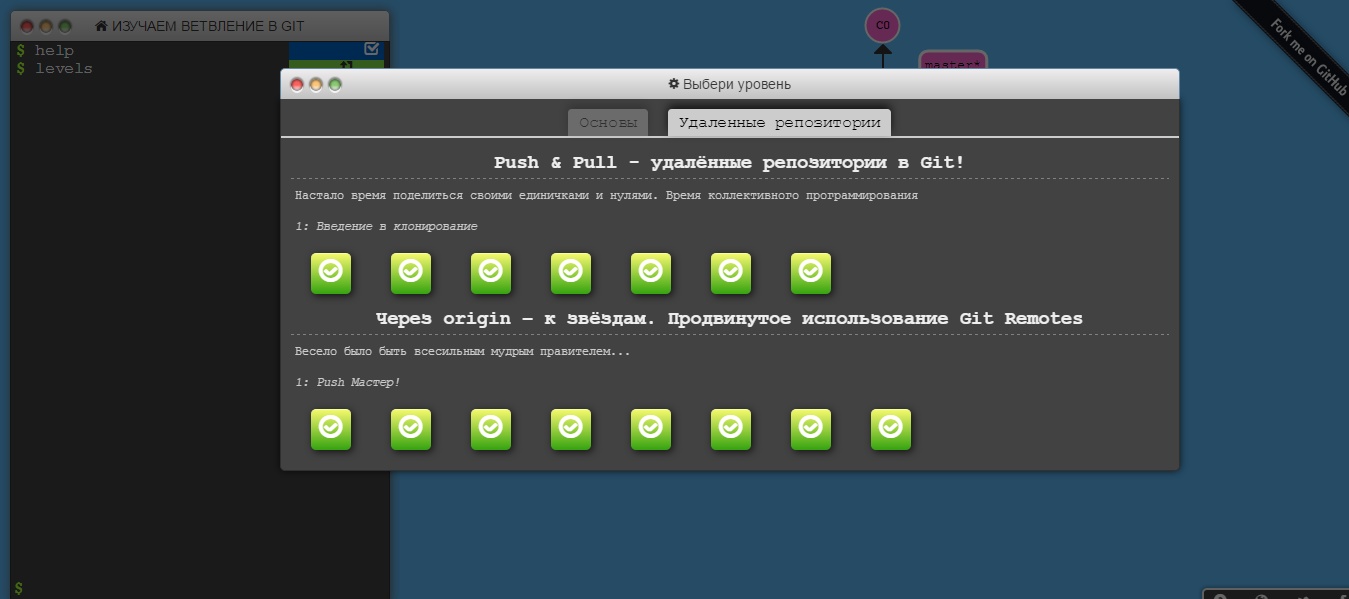 ИЗУЧАЕМ ВЕТВЛЕНИЕ В GIT
$ help
$ levels
C0
master*
Fork me on GitHub
Выбери уровень
Основы
Удаленные репозитории
Push & Pull - удалённые репозитории в Git!
Настало время поделиться своими единичками и нулями. Время коллективного программирования
1: Введение в клонирование
Через origin – к звёздам. Продвинутое использование Git Remotes
Весело было быть всесильным мудрым правителем...
1: Push Мастер!
$